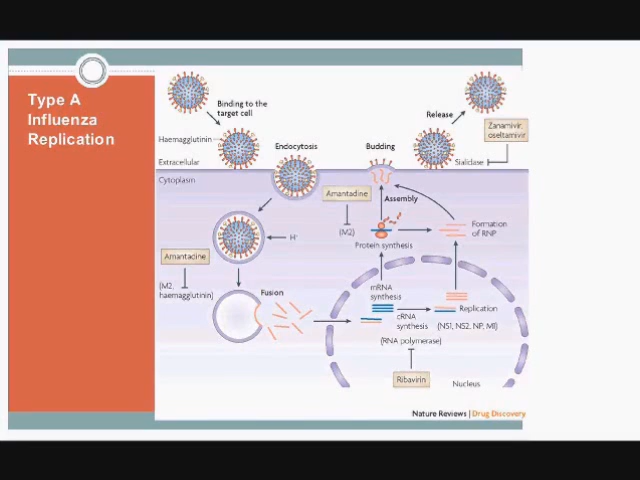 Type A
Influenza
Replication
Binding to the
target cell
Haemagglutinin
Extracellular
Cytoplasm
Endocytosis
Budding
Release
Zanamivir,
oseltamivir
Sialidase
Amantadine
(M2)
Assembly
Protein synthesis
Formation
of RNP
H+
Amantadine
(M2,
haemagglutinin)
Fusion
mRNA
synthesis
cRNA
synthesis
Replication
(NS1, NS2, NP, MI)
(RNA polymerase)
Ribavirin
Nucleus
Nature Reviews | Drug Discovery